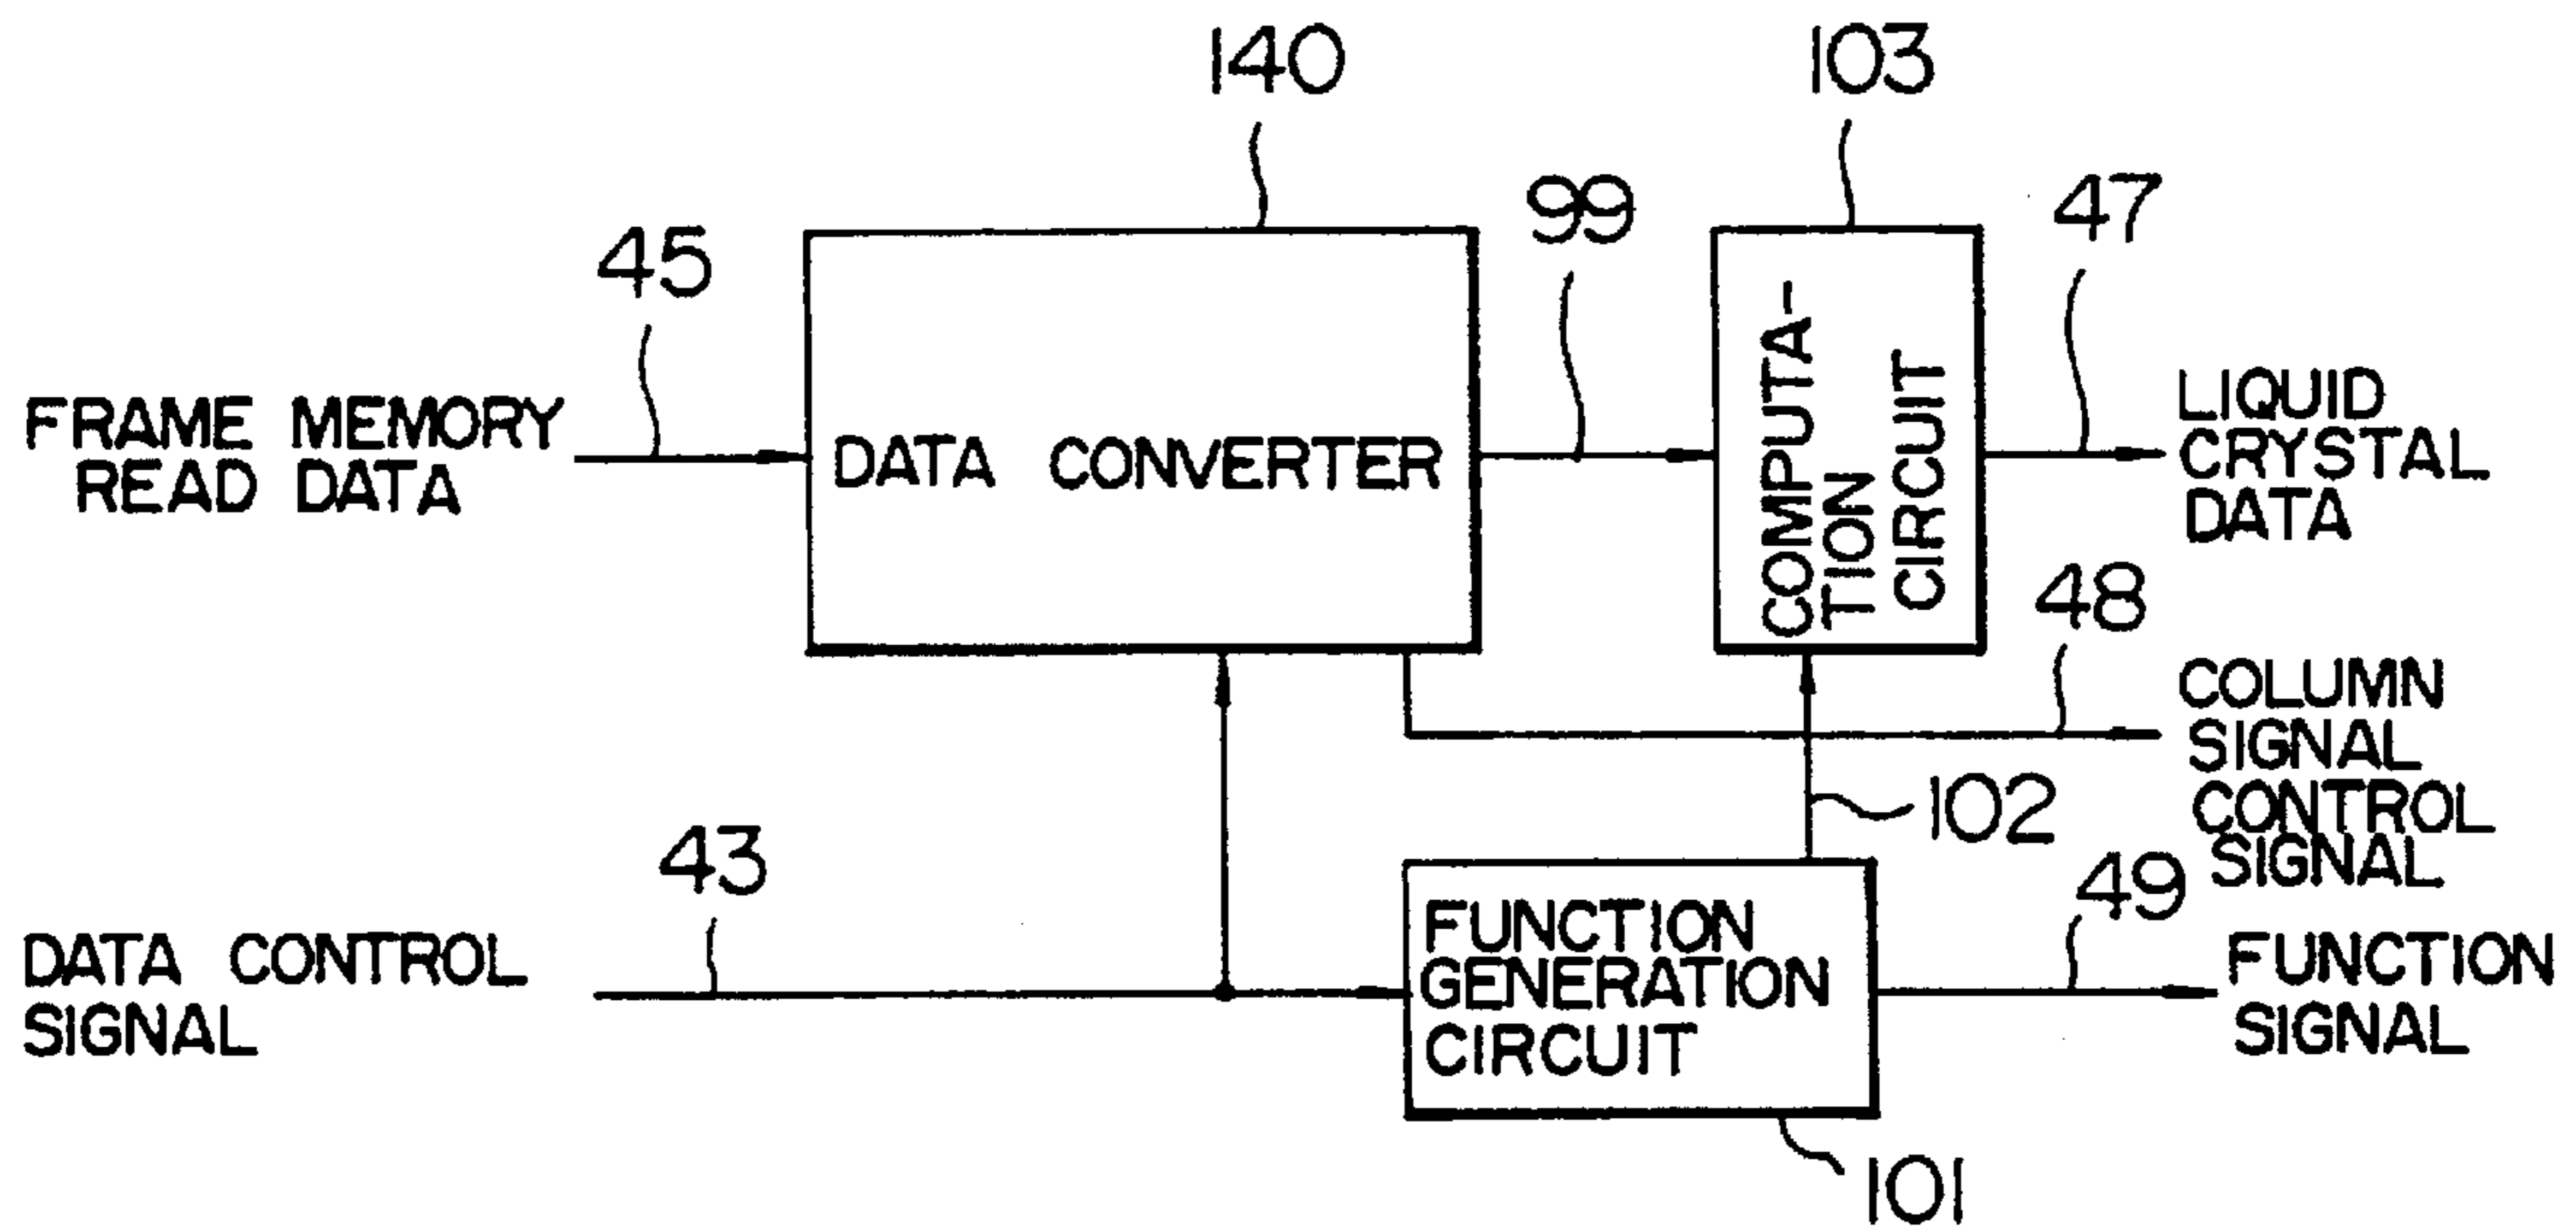 140
103
99
47
45
FRAME MEMORY
READ DATA
DATA CONVERTER
COMPUTA-
TION
CIRCUIT
LIQUID
CRYSTAL
DATA
48
COLUMN
SIGNAL
CONTROL
SIGNAL
102
43
49
DATA CONTROL
SIGNAL
FUNCTION
GENERATION
CIRCUIT
FUNCTION
SIGNAL
101